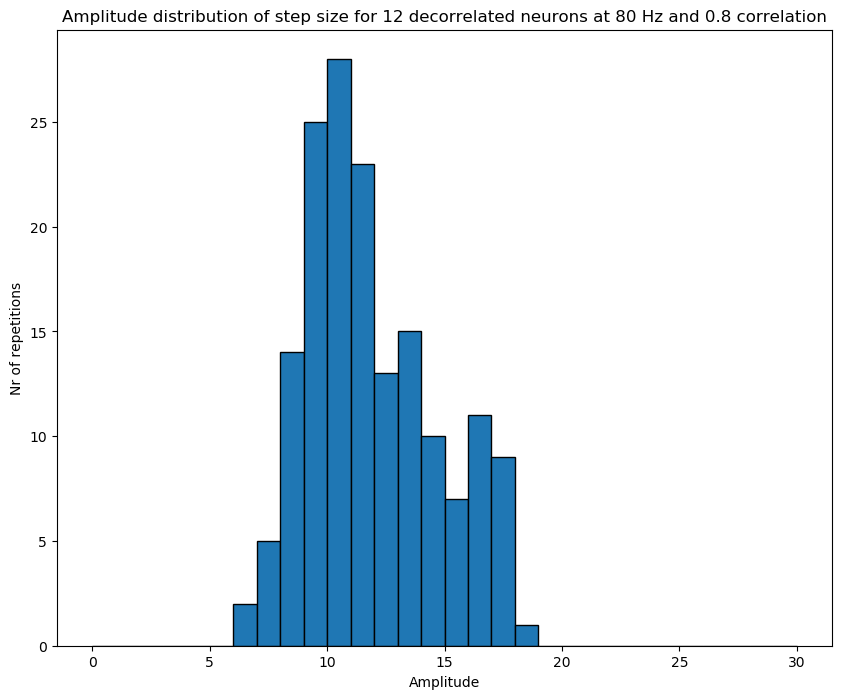 Amplitude distribution of step size for 12 decorrelated neurons at 80 Hz and 0.8 correlation
25
20
15
10
5
0
Nr of repetitions
0 5 10 15 20 25 30
Amplitude